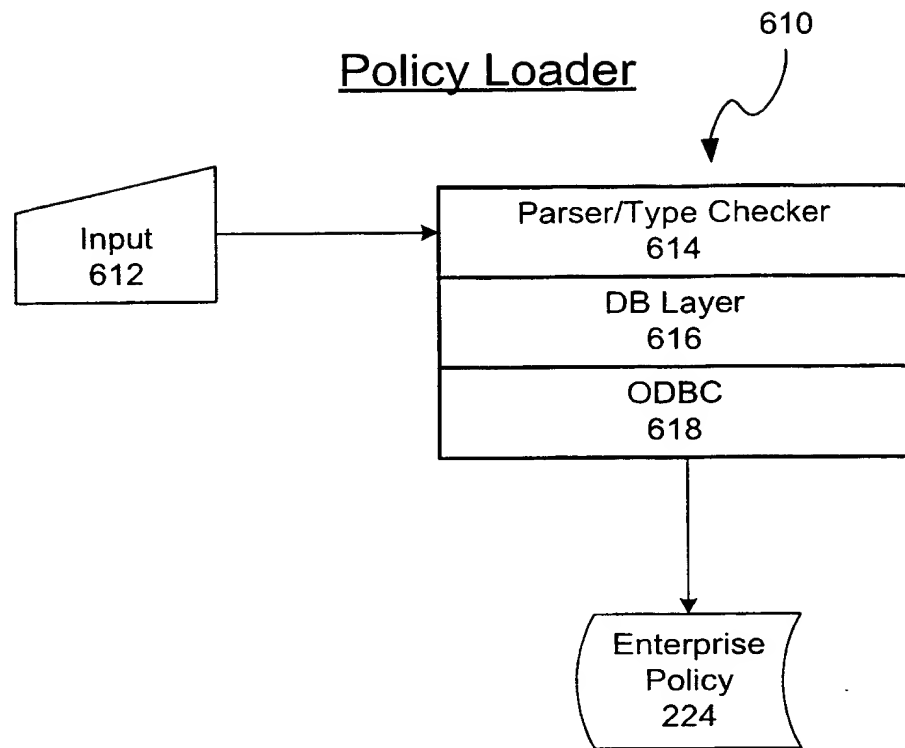 610
Policy Loader
Input
612
Parser/Type Checker
614
DB Layer
616
ODBC
618
Enterprise
Policy
224